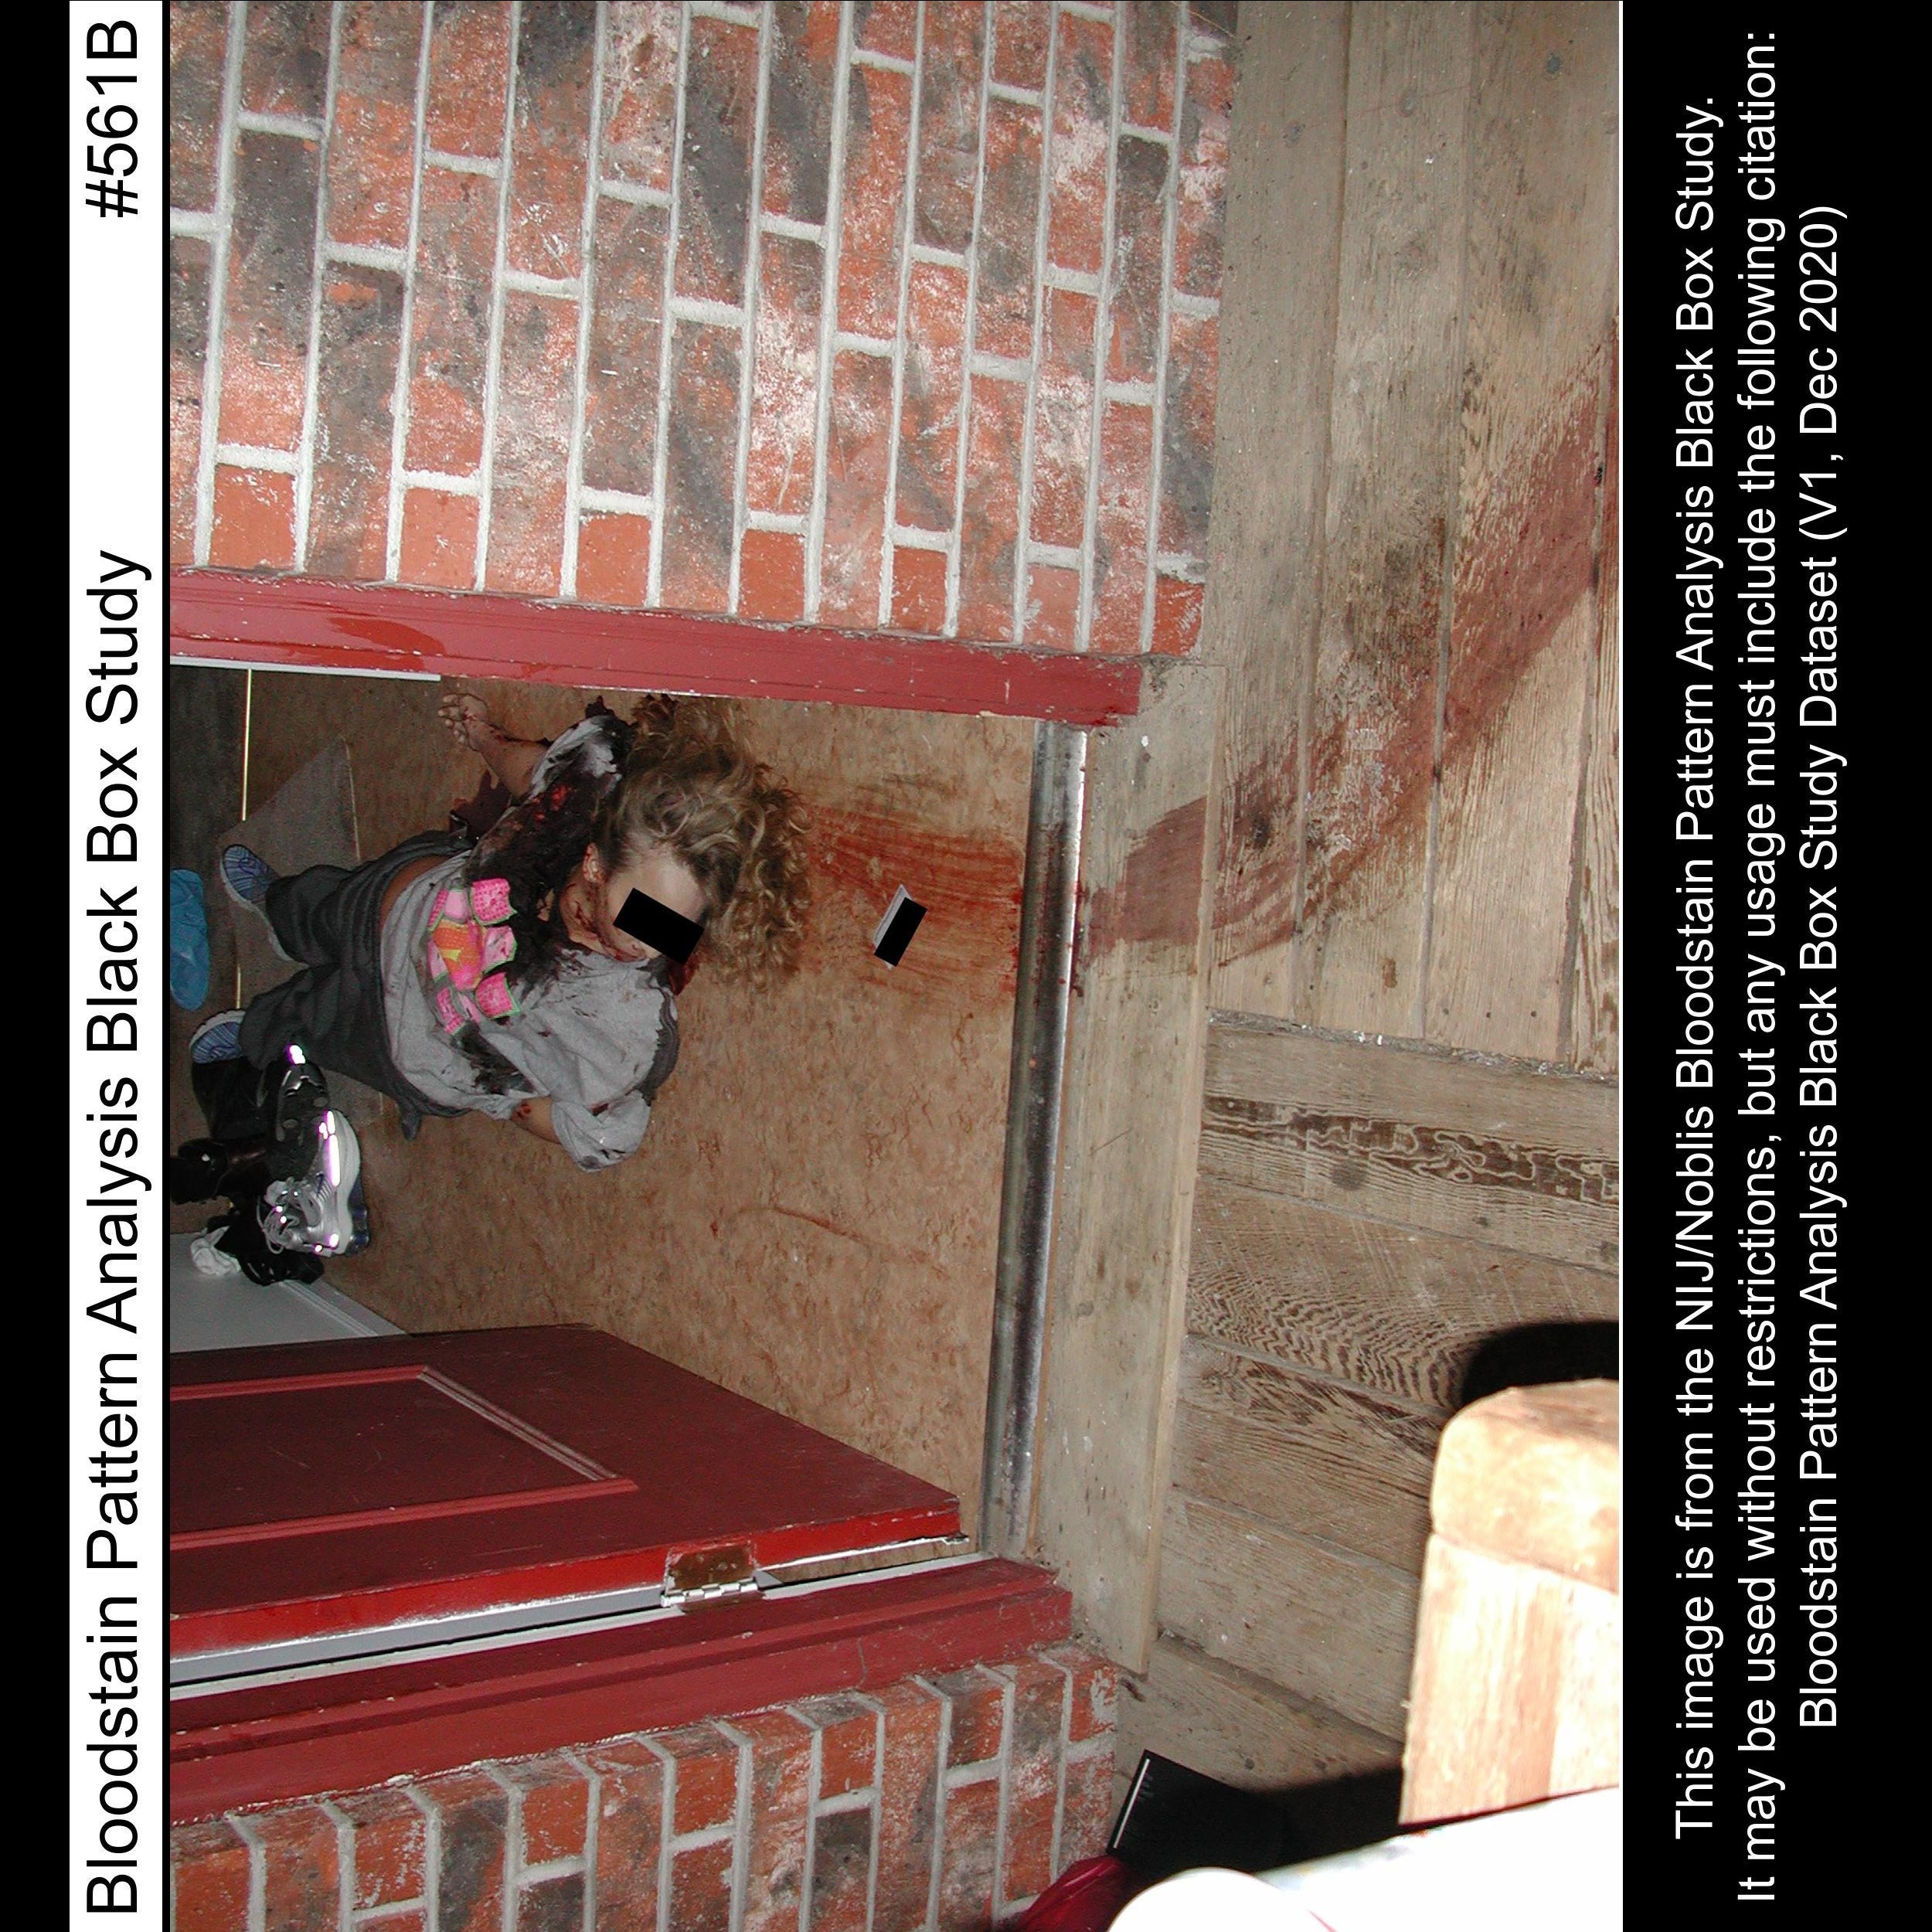 Bloodstain Pattern Analysis Black Box Study #561B
This image is from the NIJ/Noblis Bloodstain Pattern Analysis Black Box Study.
It may be used without restrictions, but any usage must include the following citation:
Bloodstain Pattern Analysis Black Box Study Dataset (V1, Dec 2020)